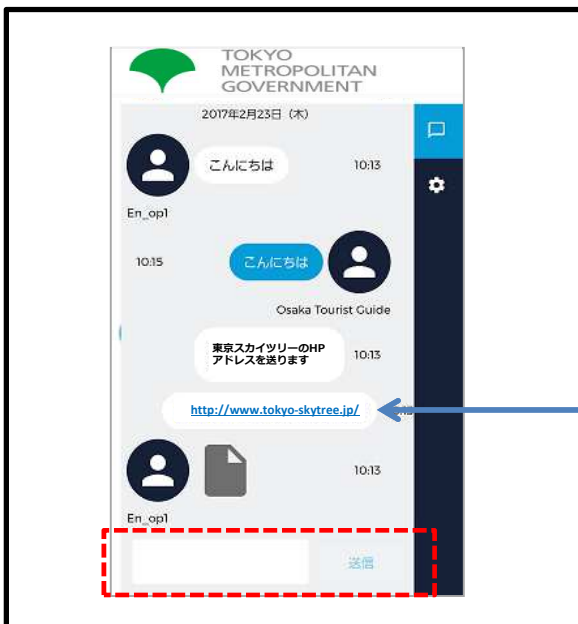 TOKYO
METROPOLITAN
GOVERNMENT
2017年2月23日（木）
こんにちは
10:13
En_op1
10:15
こんにちは
Osaka Tourist Guide
東京スカイツリーのHP
アドレスを送ります
10:13
http://www.tokyo-skytree.jp/
10:13
En_op1
送信